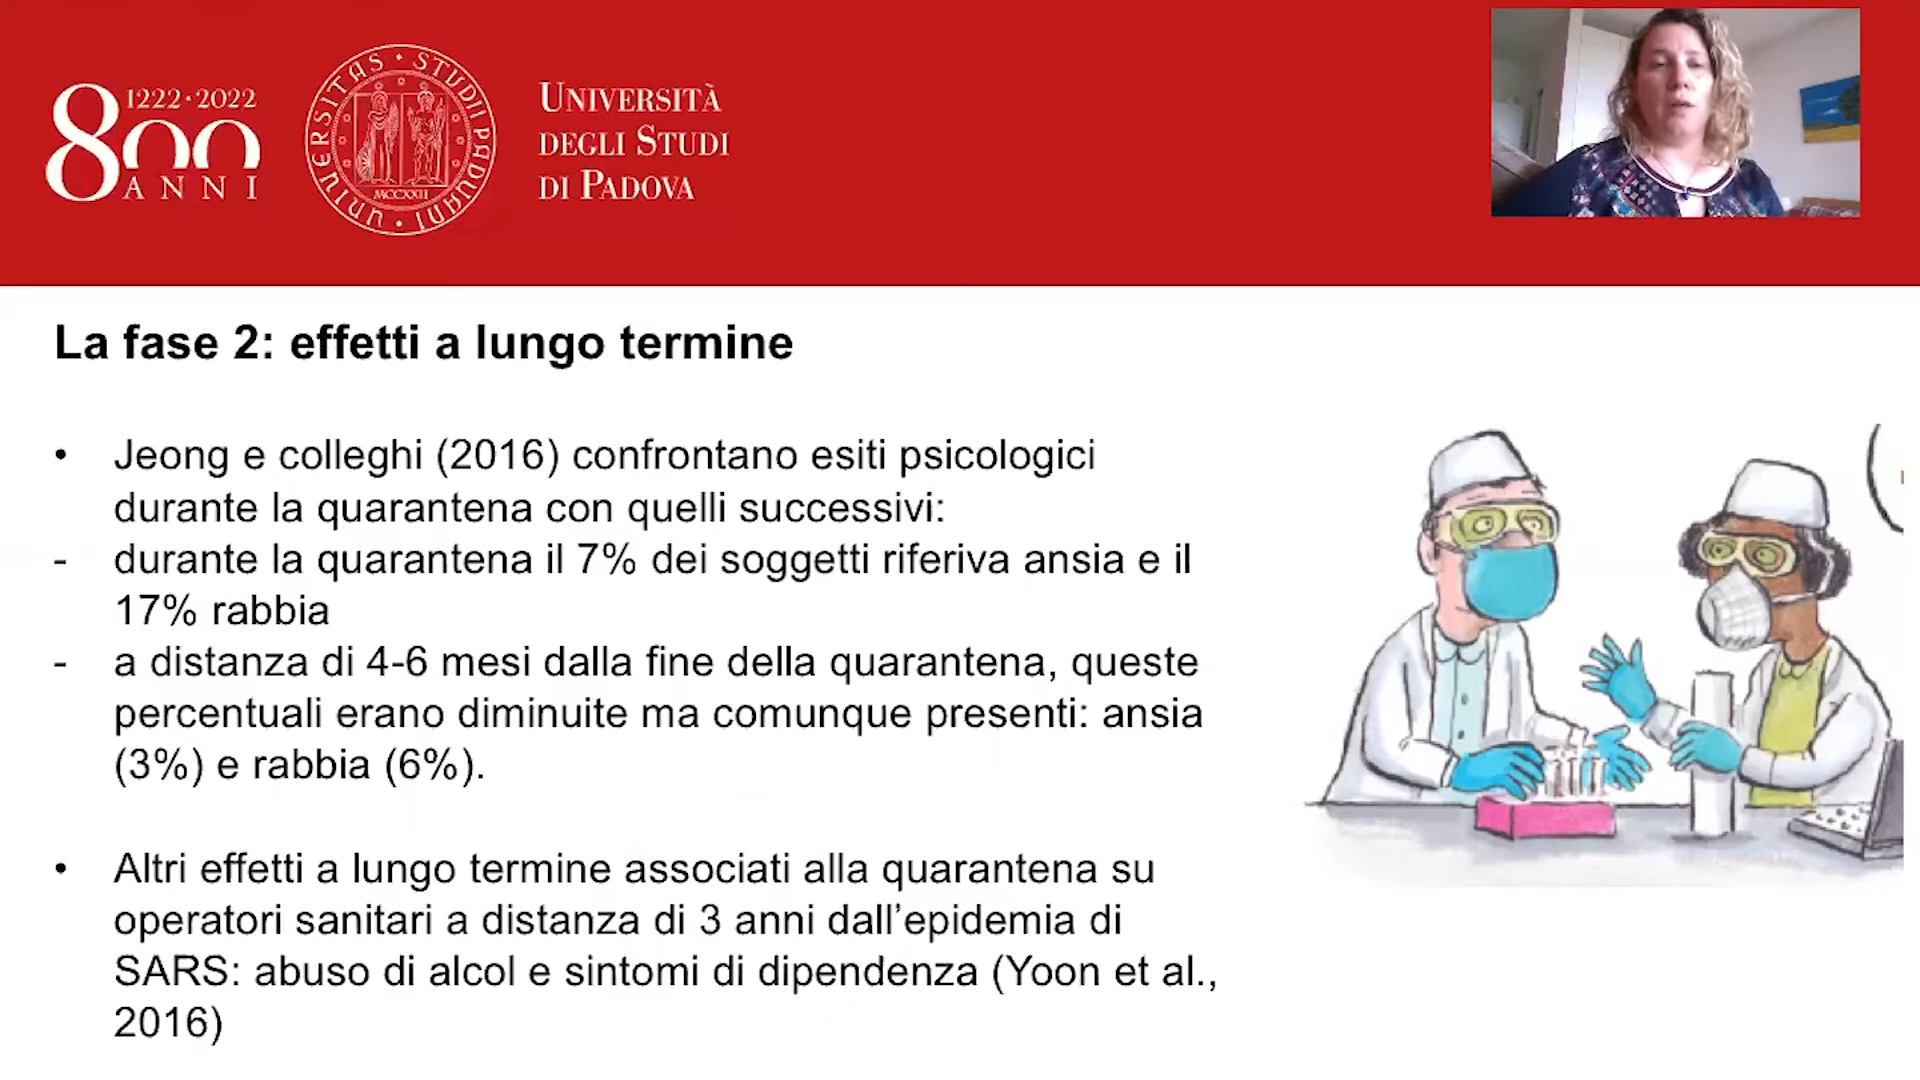 1222·2022
800
ANNI
UNIVERSITAS · STUDII PADUANI ·
MCCXXII
UNIVERSITÀ
DEGLI STUDI
DI PADOVA
La fase 2: effetti a lungo termine
• Jeong e colleghi (2016) confrontano esiti psicologici
durante la quarantena con quelli successivi:
- durante la quarantena il 7% dei soggetti riferiva ansia e il
17% rabbia
- a distanza di 4-6 mesi dalla fine della quarantena, queste
percentuali erano diminuite ma comunque presenti: ansia
(3%) e rabbia (6%).
• Altri effetti a lungo termine associati alla quarantena su
operatori sanitari a distanza di 3 anni dall’epidemia di
SARS: abuso di alcol e sintomi di dipendenza (Yoon et al.,
2016)